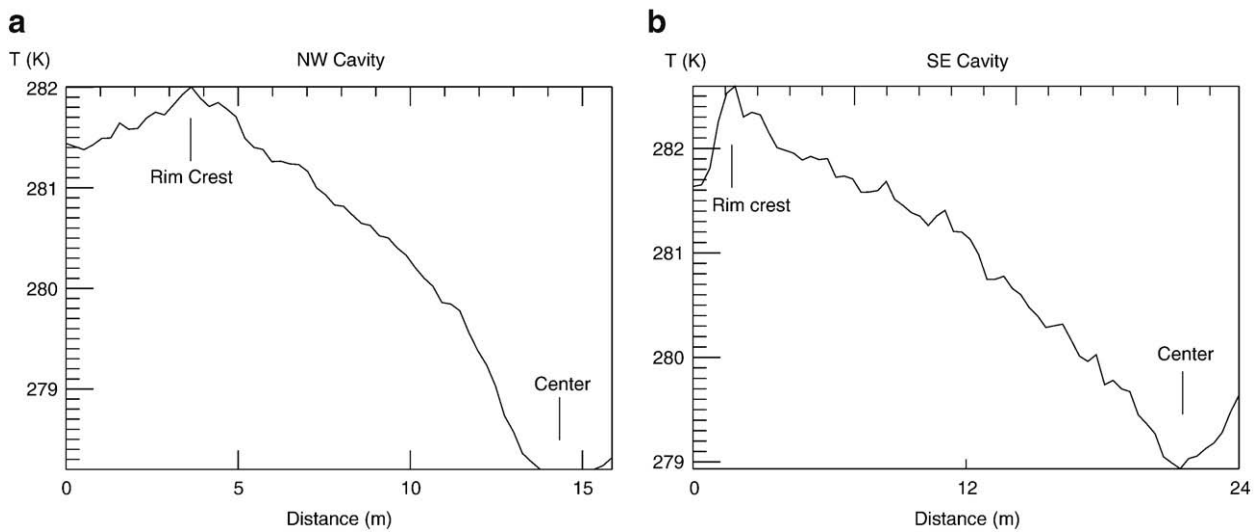 a
T (K)
NW Cavity
282
281
280
279
Rim Crest
Center
0
5
10
15
Distance (m)
b
T (K)
SE Cavity
282
281
280
279
Rim crest
Center
0
12
24
Distance (m)